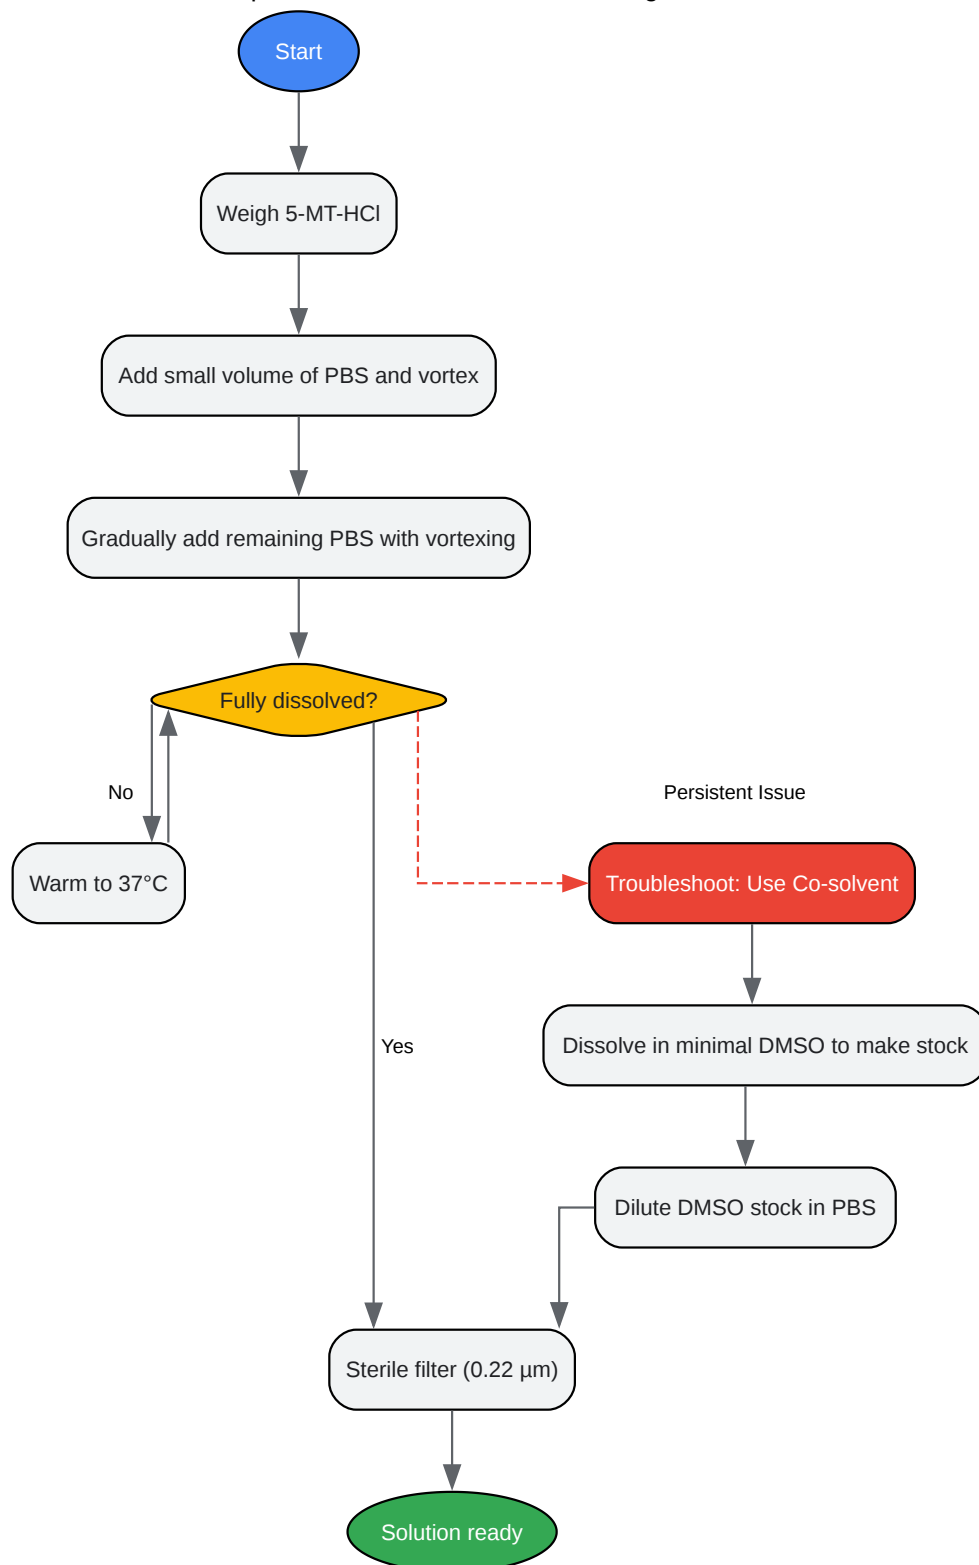 Start
Weigh 5-MT-HCl
Add small volume of PBS and vortex
Gradually add remaining PBS with vortexing
Fully dissolved?
No
Persistent Issue
Warm to 37°C
Troubleshoot: Use Co-solvent
Dissolve in minimal DMSO to make stock
Yes
Dilute DMSO stock in PBS
Sterile filter (0.22 µm)
Solution ready